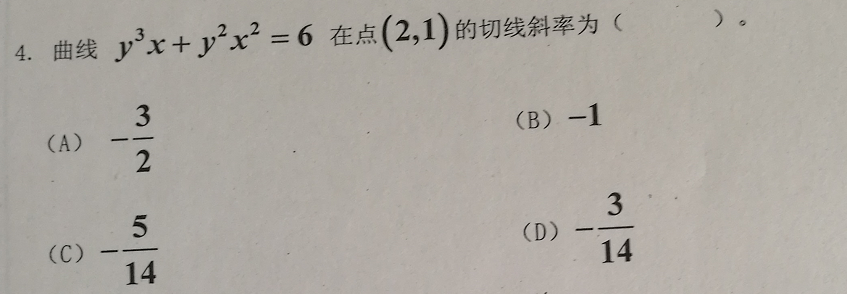 4. 曲线 y³x + y²x² = 6 在点(2,1)的切线斜率为（　　）。
(A) -3/2
(B) -1
(C) -5/14
(D) -3/14